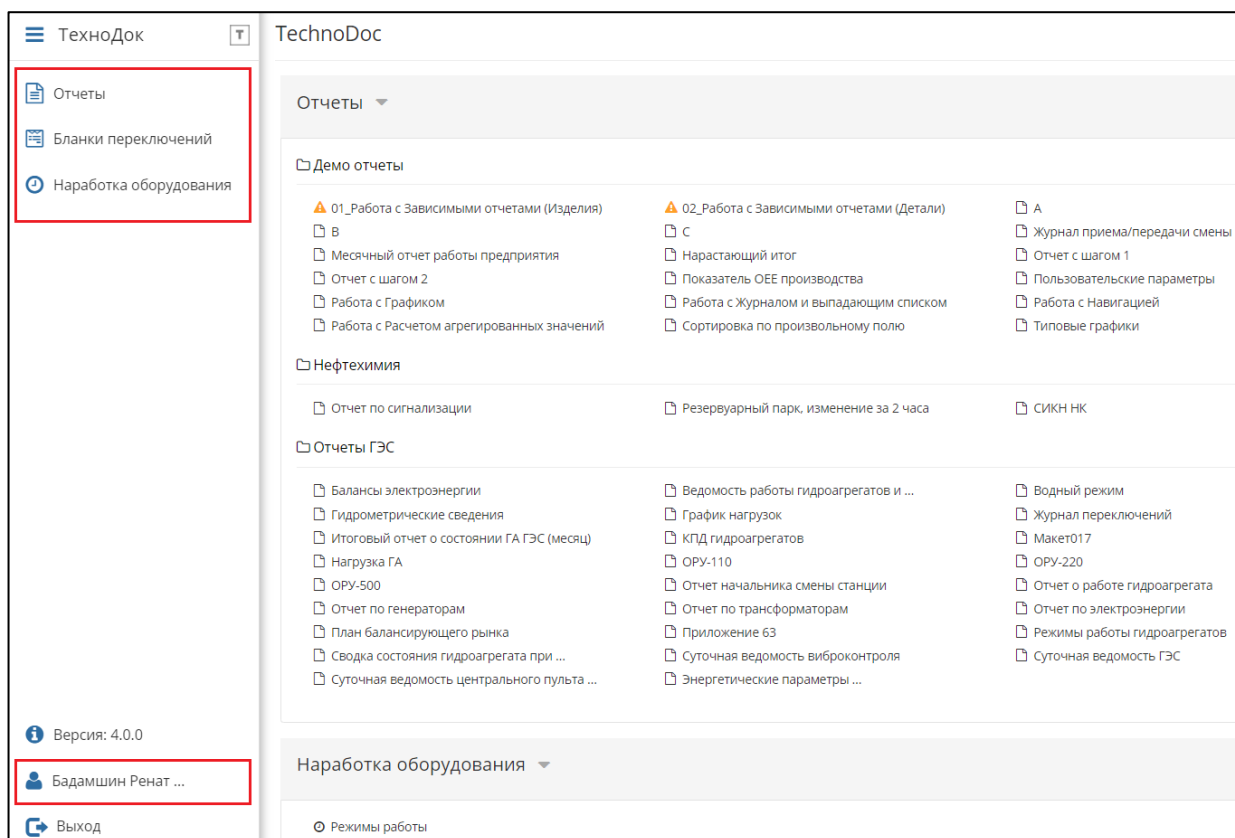 ТехноДок
T
TechnoDoc
Отчеты
Бланки переключений
Наработка оборудования
Отчеты
Демо отчеты
01_Работа с Зависимыми отчетами (Изделия) 02_Работа с Зависимыми отчетами (Детали) A
B C Журнал приема/передачи смены
Месячный отчет работы предприятия Нарастающий итог Отчет с шагом 1
Отчет с шагом 2 Показатель OEE производства Пользовательские параметры
Работа с Графиком Работа с Журналом и выпадающим списком Работа с Навигацией
Работа с Расчетом агрегированных значений Сортировка по произвольному полю Типовые графики
Нефтехимия
Отчет по сигнализации Резервуарный парк, изменение за 2 часа СИКН НК
Отчеты ГЭС
Балансы электроэнергии Ведомость работы гидроагрегатов и ... Водный режим
Гидрометрические сведения График нагрузок Журнал переключений
Итоговый отчет о состоянии ГА ГЭС (месяц) КПД гидроагрегатов Макет017
Нагрузка ГА ОРУ-110 ОРУ-220
ОРУ-500 Отчет начальника смены станции Отчет о работе гидроагрегата
Отчет по генераторам Отчет по трансформаторам Отчет по электроэнергии
План балансирующего рынка Приложение 63 Режимы работы гидроагрегатов
Сводка состояния гидроагрегата при ... Суточная ведомость виброконтроля Суточная ведомость ГЭС
Суточная ведомость центрального пульта ... Энергетические параметры ...
Версия: 4.0.0
Бадамшин Ренат ...
Выход
Наработка оборудования
Режимы работы